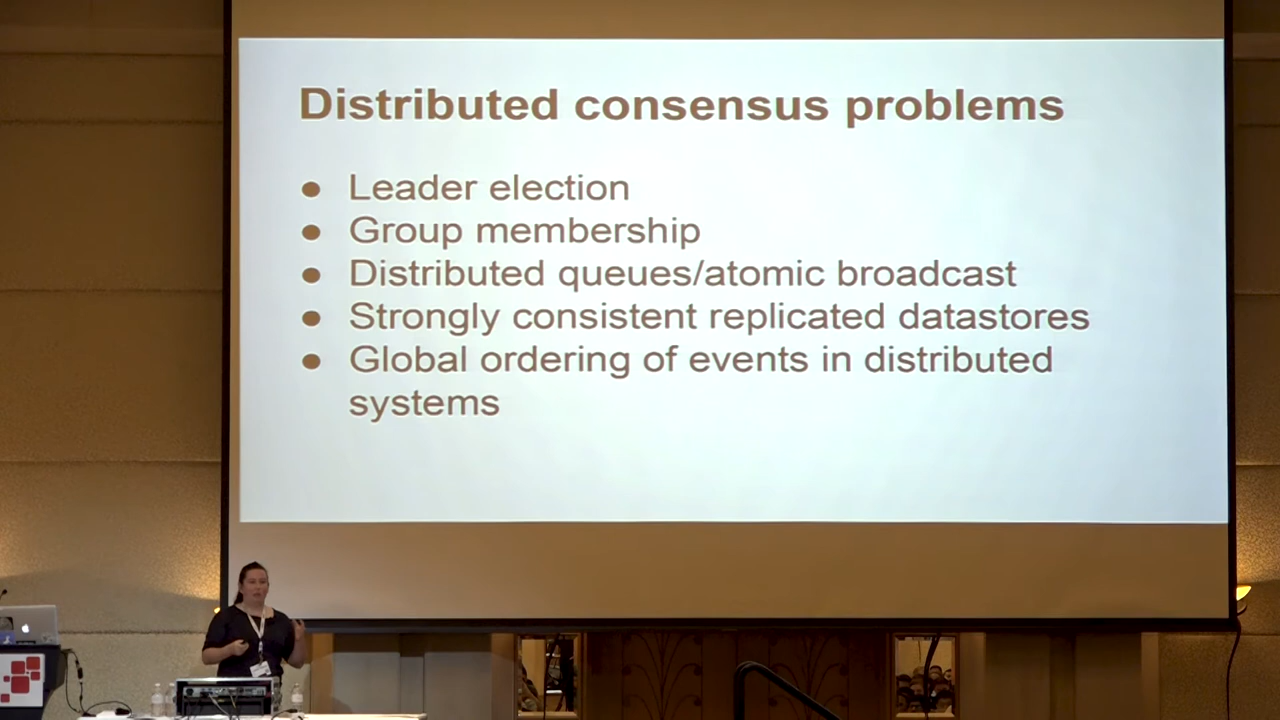 Distributed consensus problems
● Leader election
● Group membership
● Distributed queues/atomic broadcast
● Strongly consistent replicated datastores
● Global ordering of events in distributed
systems